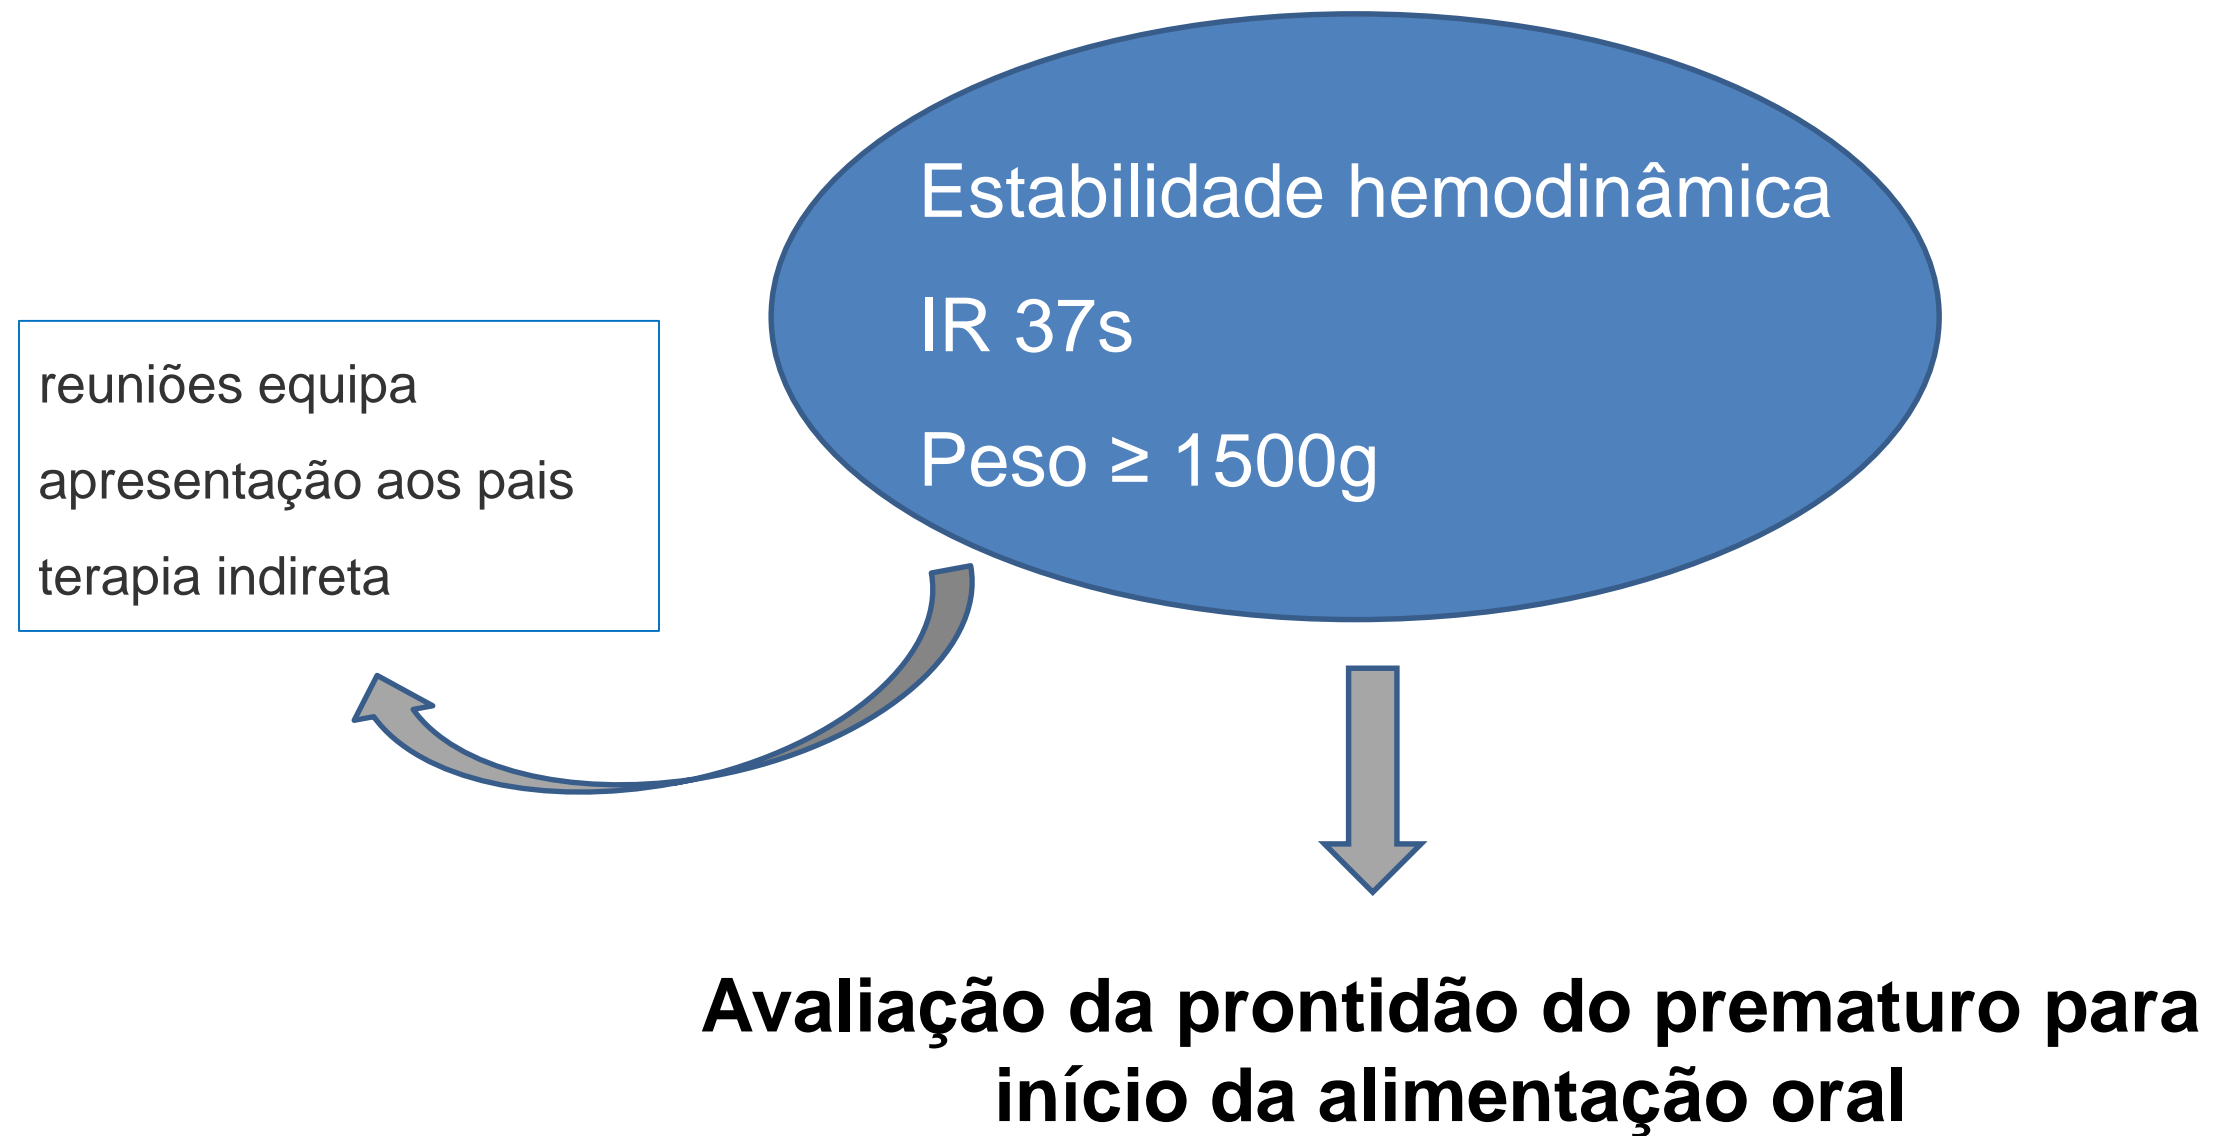 Estabilidade hemodinâmica
IR 37s
Peso ≥ 1500g
reuniões equipa
apresentação aos pais
terapia indireta
Avaliação da prontidão do prematuro para
início da alimentação oral